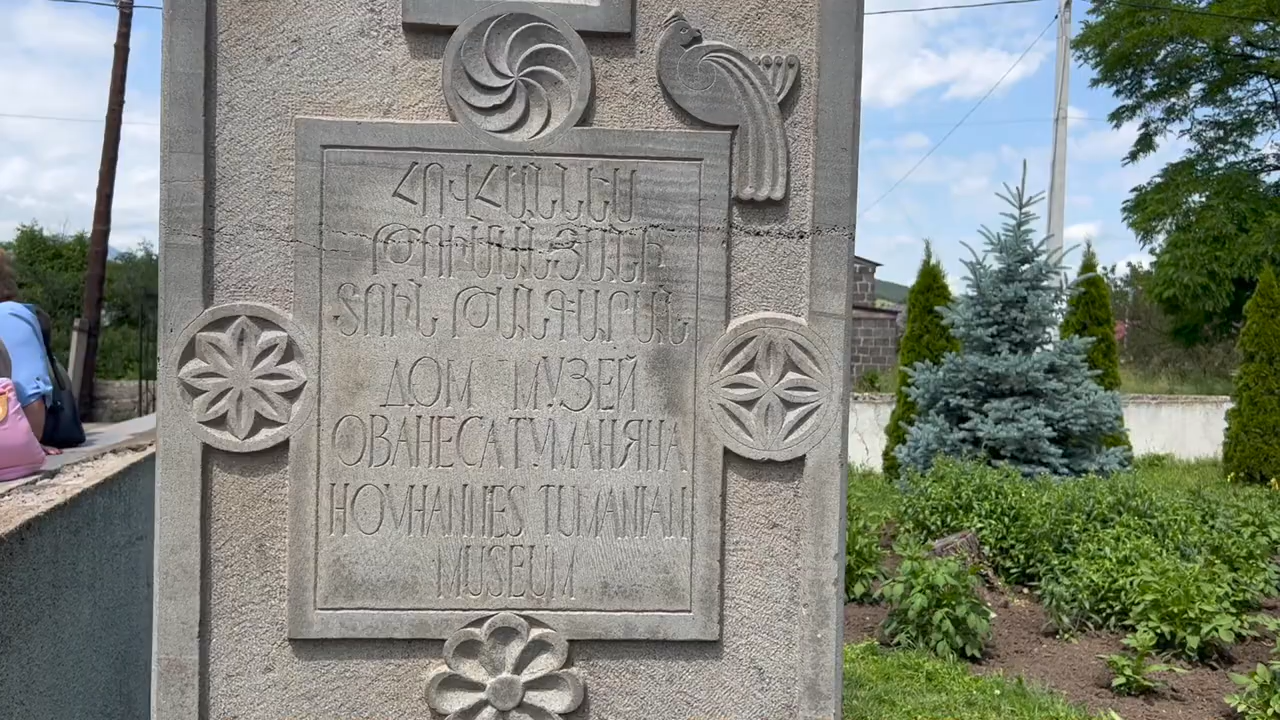 ՀՈՎՀԱՆՆԵՍ
ԹՈՒՄԱՆՅԱՆԻ
ՏՈՒՆ ԹԱՆԳԱՐԱՆ
ДОМ МУЗЕЙ
ОВАНЕСА ТУМАНЯНА
HOVHANNES TUMANIAN
MUSEUM